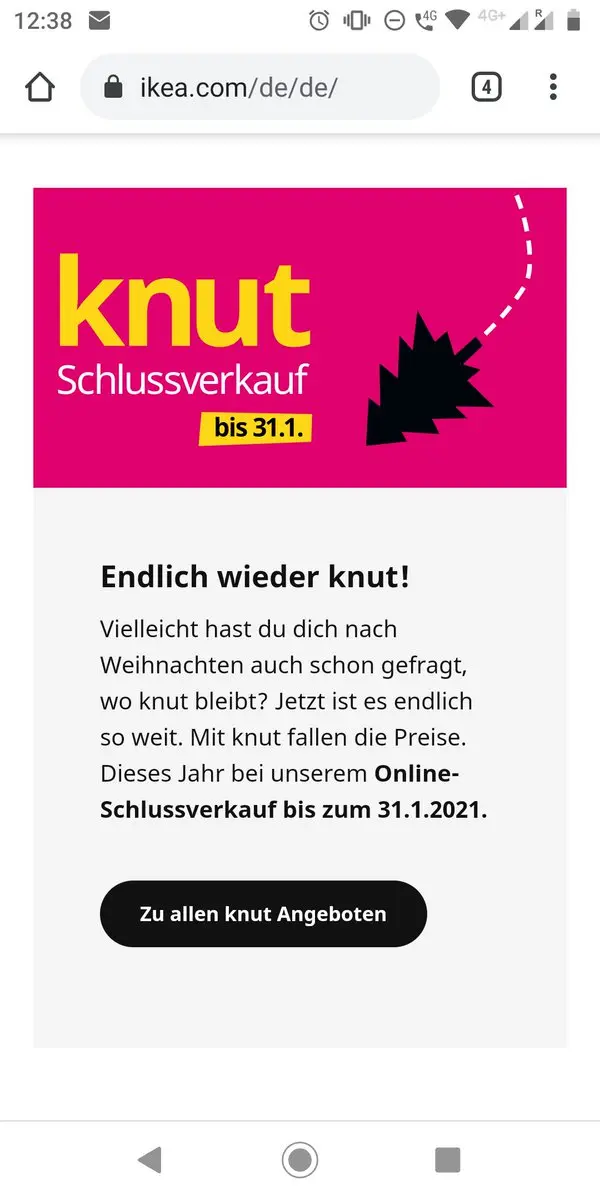 12:38
4G
4G+
R
ikea.com/de/de/
4
knut
Schlussverkauf
bis 31.1.
Endlich wieder knut!
Vielleicht hast du dich nach
Weihnachten auch schon gefragt,
wo knut bleibt? Jetzt ist es endlich
so weit. Mit knut fallen die Preise.
Dieses Jahr bei unserem Online-
Schlussverkauf bis zum 31.1.2021.
Zu allen knut Angeboten